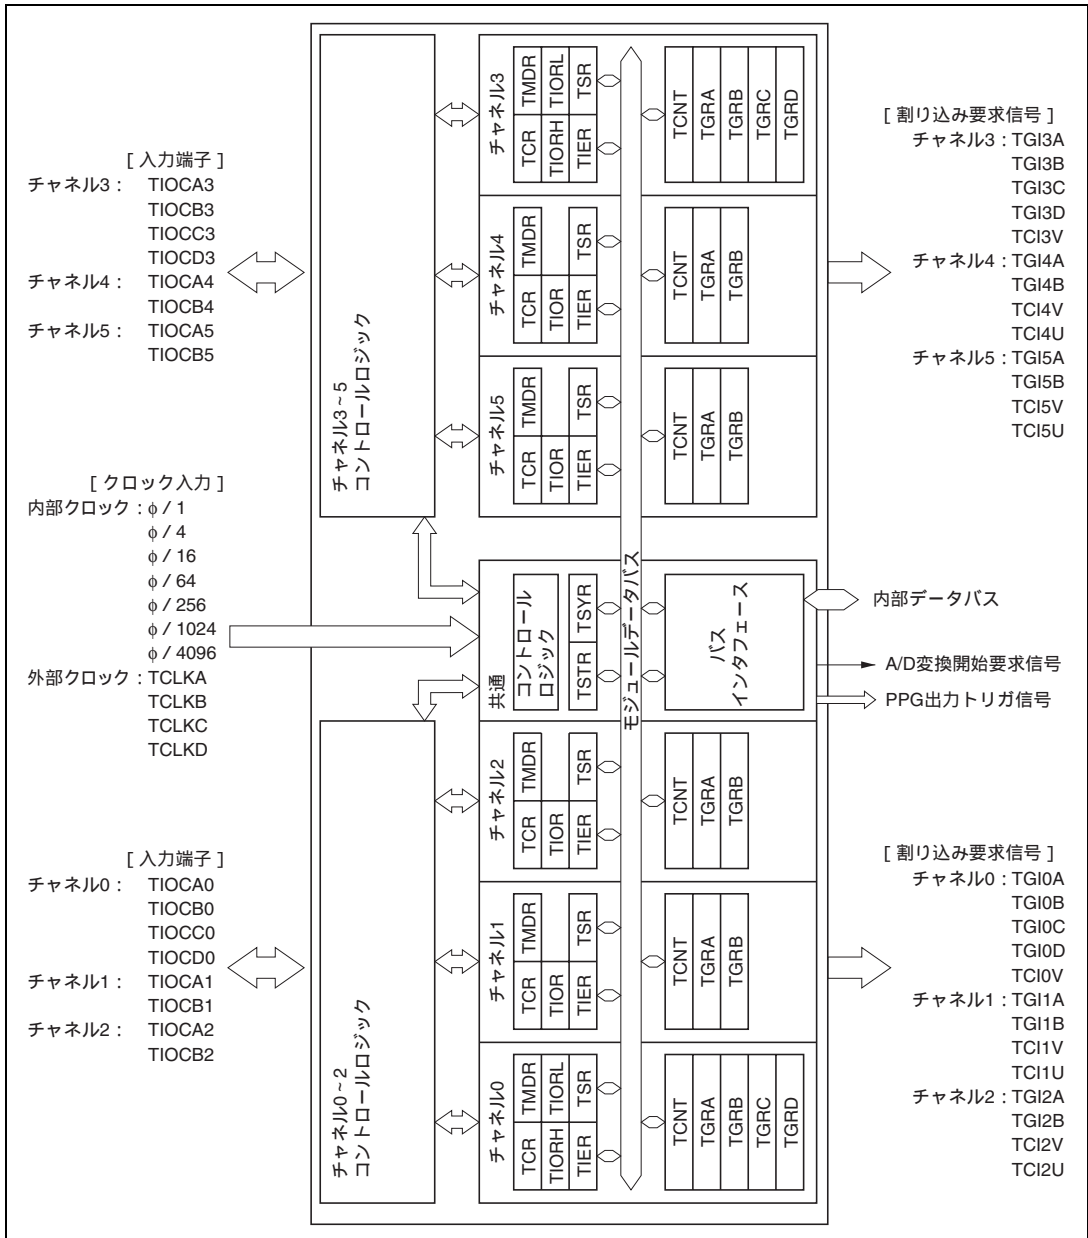 [ 入力端子 ]
チャネル3 : TIOCA3
TIOCB3
TIOCC3
TIOCD3
チャネル4 : TIOCA4
TIOCB4
チャネル5 : TIOCA5
TIOCB5
[ クロック入力 ]
内部クロック : φ / 1
φ / 4
φ / 16
φ / 64
φ / 256
φ / 1024
φ / 4096
外部クロック : TCLKA
TCLKB
TCLKC
TCLKD
[ 入力端子 ]
チャネル0 : TIOCA0
TIOCB0
TIOCC0
TIOCD0
チャネル1 : TIOCA1
TIOCB1
チャネル2 : TIOCA2
TIOCB2
チャネル3~5
コントロールロジック
チャネル0~2
コントロールロジック
チャネル3
TCR TMDR
TIORH TIORL
TIER TSR
TCNT
TGRA
TGRB
TGRC
TGRD
チャネル4
TCR TMDR
TIOR
TIER TSR
TCNT
TGRA
TGRB
チャネル5
TCR TMDR
TIOR
TIER TSR
TCNT
TGRA
TGRB
共通
コントロール
ロジック
TSTR TSYR
モジュールデータバス
バス
インタフェース
チャネル2
TCR TMDR
TIOR
TIER TSR
TCNT
TGRA
TGRB
チャネル1
TCR TMDR
TIOR
TIER TSR
TCNT
TGRA
TGRB
チャネル0
TCR TMDR
TIORH TIORL
TIER TSR
TCNT
TGRA
TGRB
TGRC
TGRD
[ 割り込み要求信号 ]
チャネル3 : TGI3A
TGI3B
TGI3C
TGI3D
TCI3V
チャネル4 : TGI4A
TGI4B
TCI4V
TCI4U
チャネル5 : TGI5A
TGI5B
TCI5V
TCI5U
内部データバス
A/D変換開始要求信号
PPG出力トリガ信号
[ 割り込み要求信号 ]
チャネル0 : TGI0A
TGI0B
TGI0C
TGI0D
TCI0V
チャネル1 : TGI1A
TGI1B
TCI1V
TCI1U
チャネル2 : TGI2A
TGI2B
TCI2V
TCI2U